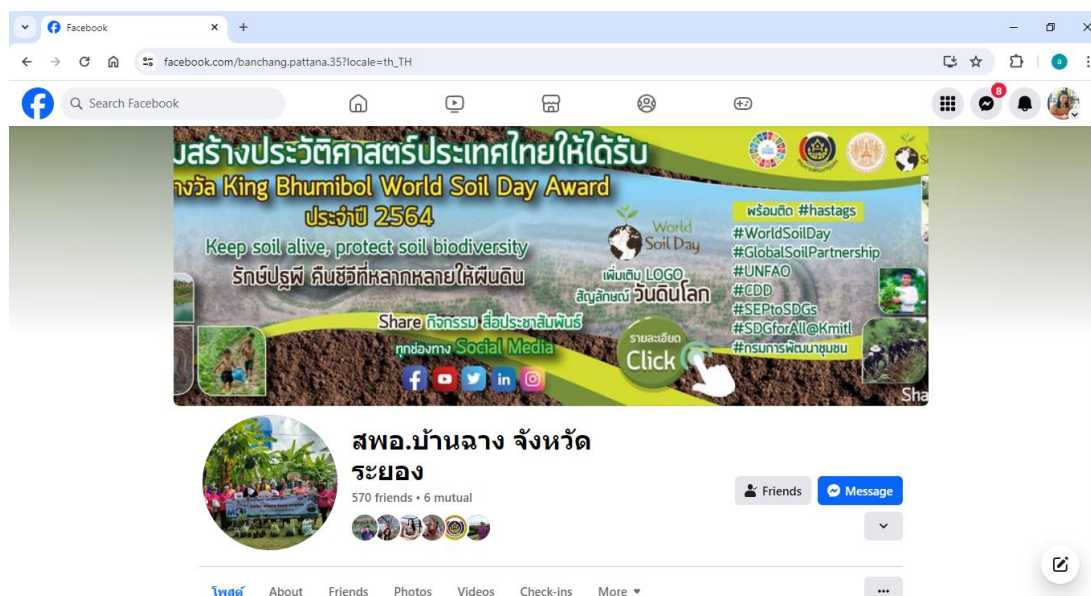 Facebook
facebook.com/banchang.pattana.35?locale=th_TH
a
Search Facebook
8
มสร้างประวัติศาสตร์ประเทศไทยให้ได้รับ
างวัล King Bhumibol World Soil Day Award
ประจำปี 2564
Keep soil alive, protect soil biodiversity
รักษ์ปฐพี คืนชีวีที่หลากหลายให้ผืนดิน
Share กิจกรรม สื่อประชาสัมพันธ์
ทุกช่องทาง Social Media
in
World
Soil Day
เพิ่มเติม LOGO
สัญลักษณ์ วันดินโลก
รายละเอียด
Click
พร้อมติด #hastags
#WorldSoilDay
#GlobalSoilPartnership
#UNFAO
#CDD
#SEPtoSDGs
#SDGforAll@Kmitl
#กรมการพัฒนาชุมชน
Sha
สพอ.บ้านฉาง จังหวัด
ระยอง
570 friends • 6 mutual
Friends
Message
โพสต์ About Friends Photos Videos Check-ins More